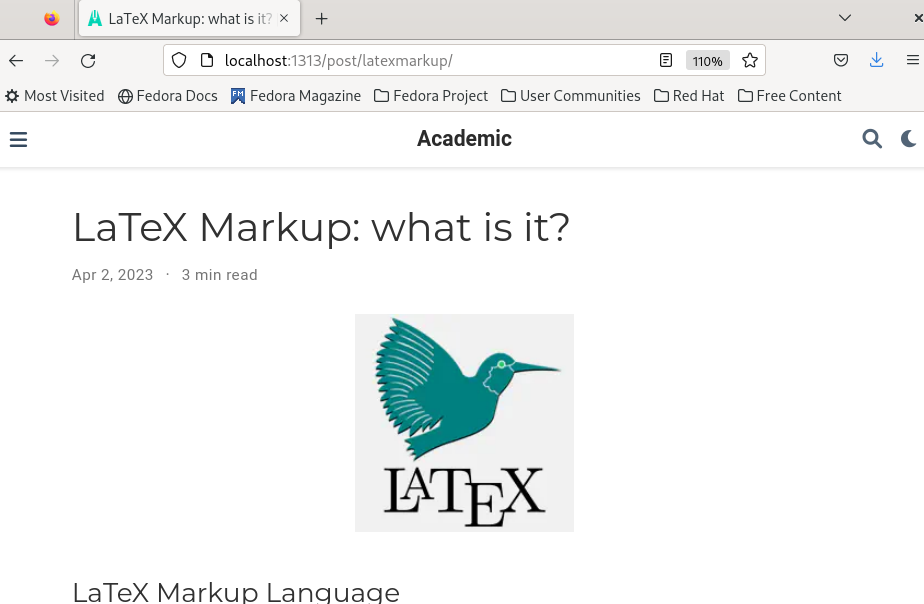 LaTeX Markup: what is it?
localhost:1313/post/latexmarkup/
110%
Most Visited
Fedora Docs
FM
Fedora Magazine
Fedora Project
User Communities
Red Hat
Free Content
Academic
LaTeX Markup: what is it?
Apr 2, 2023 · 3 min read
LATEX
LaTeX Markup Language